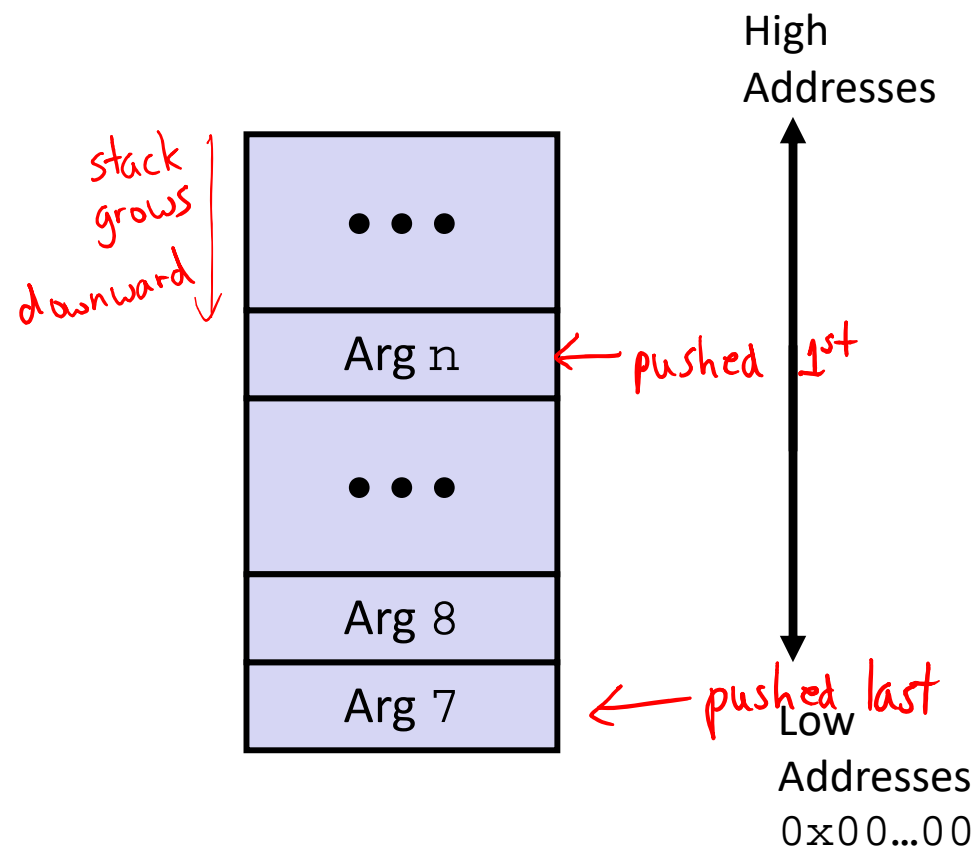 High
Addresses
stack
grows
downward
•••
Arg n
pushed 1st
•••
Arg 8
Arg 7
pushed last
Low
Addresses
0x00…00